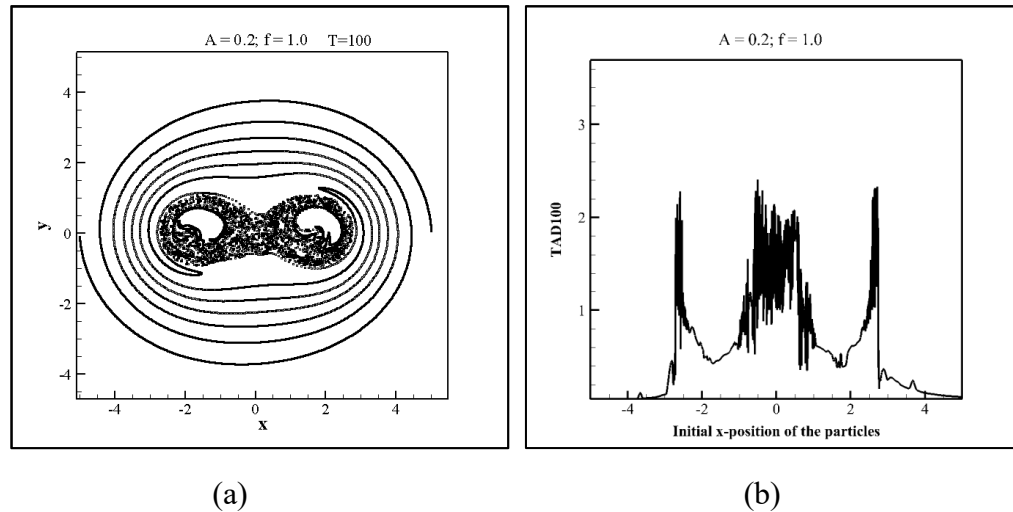 A = 0.2; f = 1.0 T=100
y
4
2
0
-2
-4
-4 -2 0 2 4
x
A = 0.2; f = 1.0
TAD100
3
2
1
-4 -2 0 2 4
Initial x-position of the particles
(a) (b)